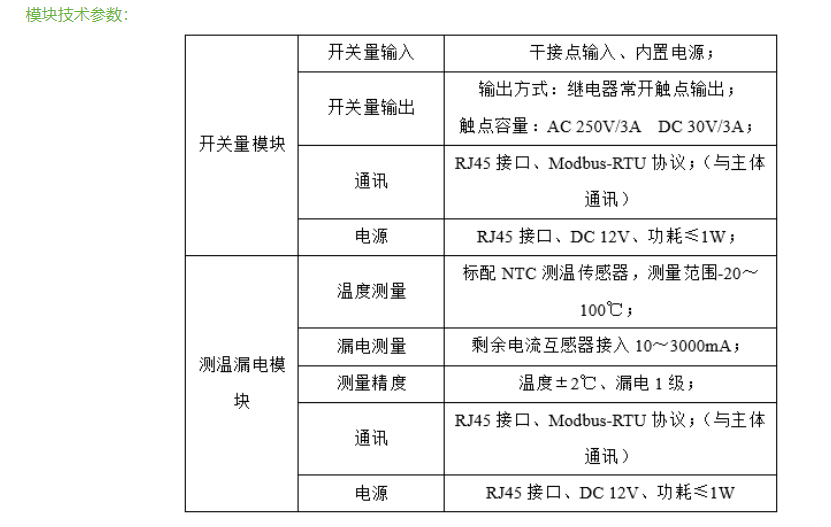 模块技术参数：
开关量模块
开关量输入
干接点输入、内置电源；
开关量输出
输出方式：继电器常开触点输出；
触点容量：AC 250V/3A DC 30V/3A；
通讯
RJ45 接口、Modbus-RTU 协议；（与主体
通讯）
电源
RJ45 接口、DC 12V、功耗≤1W；
测温漏电模
块
温度测量
标配 NTC 测温传感器，测量范围-20～
100℃；
漏电测量
剩余电流互感器接入 10～3000mA；
测量精度
温度±2℃、漏电 1 级；
通讯
RJ45 接口、Modbus-RTU 协议；（与主体
通讯）
电源
RJ45 接口、DC 12V、功耗≤1W